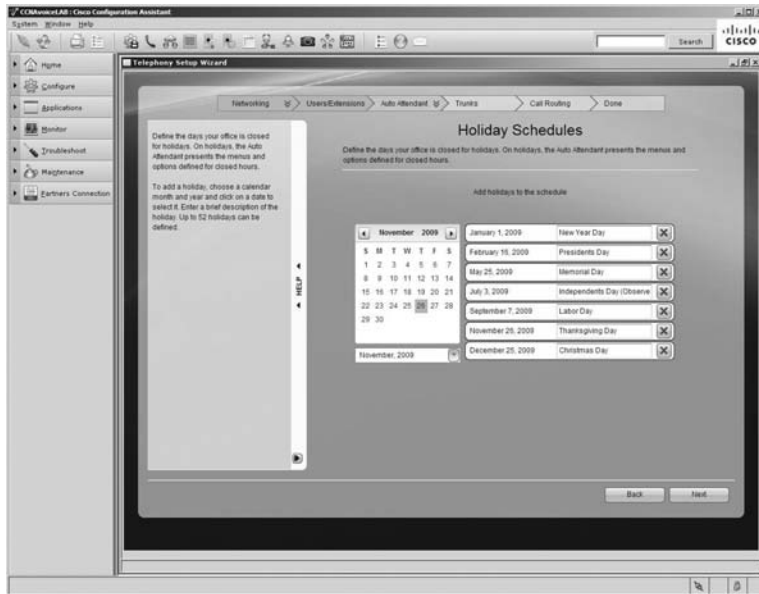 CCNAvoiceLAB : Cisco Configuration Assistant
System Window Help
Search
CISCO
Home
Configure
Applications
Monitor
Troubleshoot
Maintenance
Partners Connection
Telephony Setup Wizard
Networking Users/Extensions Auto Attendant Trunks Call Routing Done
Define the days your office is closed
for holidays. On holidays, the Auto
Attendant presents the menus and
options defined for closed hours.
To add a holiday, choose a calendar
month and year and click on a date to
select it. Enter a brief description of the
holiday. Up to 52 holidays can be
defined.
HELP
Holiday Schedules
Define the days your office is closed for holidays. On holidays, the Auto Attendant presents the menus and
options defined for closed hours.
Add holidays to the schedule
November 2009
S M T W T F S
1 2 3 4 5 6 7
8 9 10 11 12 13 14
15 16 17 18 19 20 21
22 23 24 25 26 27 28
29 30
November, 2009
January 1, 2009 New Year Day
February 16, 2009 Presidents Day
May 25, 2009 Memorial Day
July 3, 2009 Independents Day (Observe
September 7, 2009 Labor Day
November 26, 2009 Thanksgiving Day
December 25, 2009 Christmas Day
Back Next